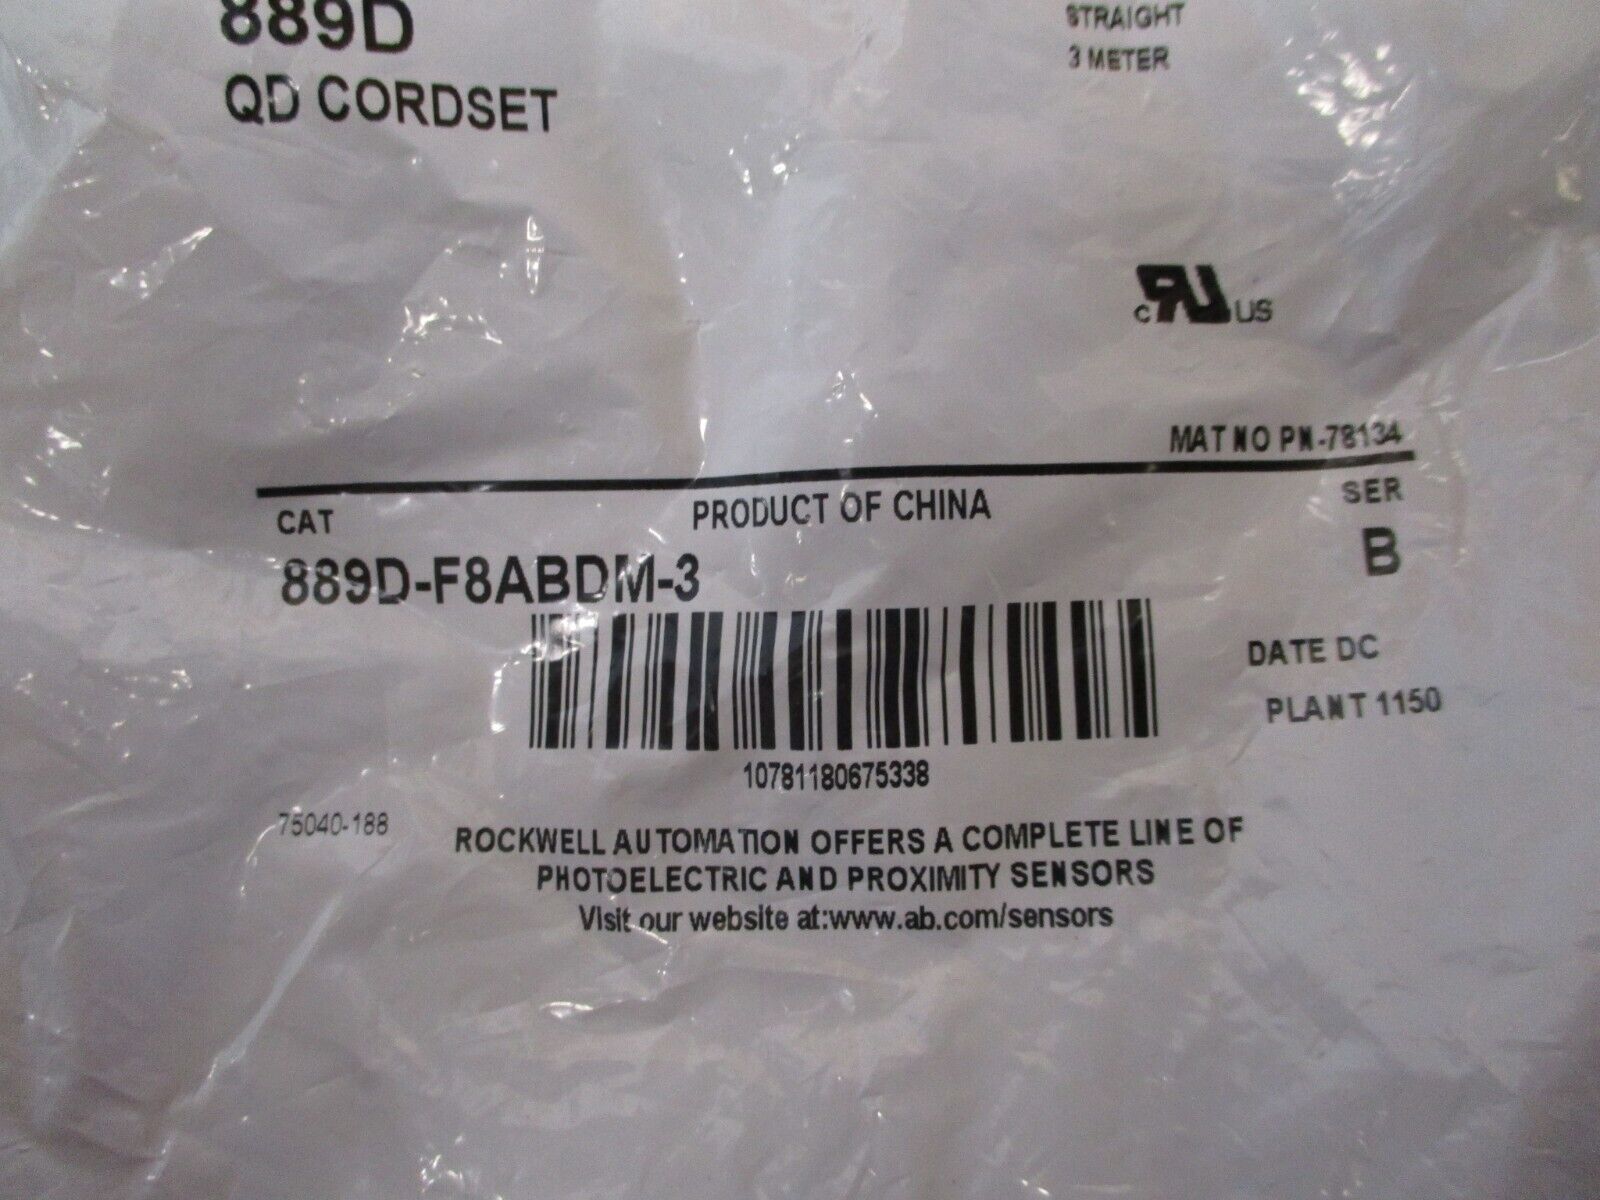 889D
QD CORDSET
STRAIGHT
3 METER
c RU US
MAT NO PN-78134
CAT
PRODUCT OF CHINA
SER
889D-F8ABDM-3
B
DATE DC
PLANT 1150
10781180675338
75040-188
ROCKWELL AUTOMATION OFFERS A COMPLETE LINE OF
PHOTOELECTRIC AND PROXIMITY SENSORS
Visit our website at:www.ab.com/sensors